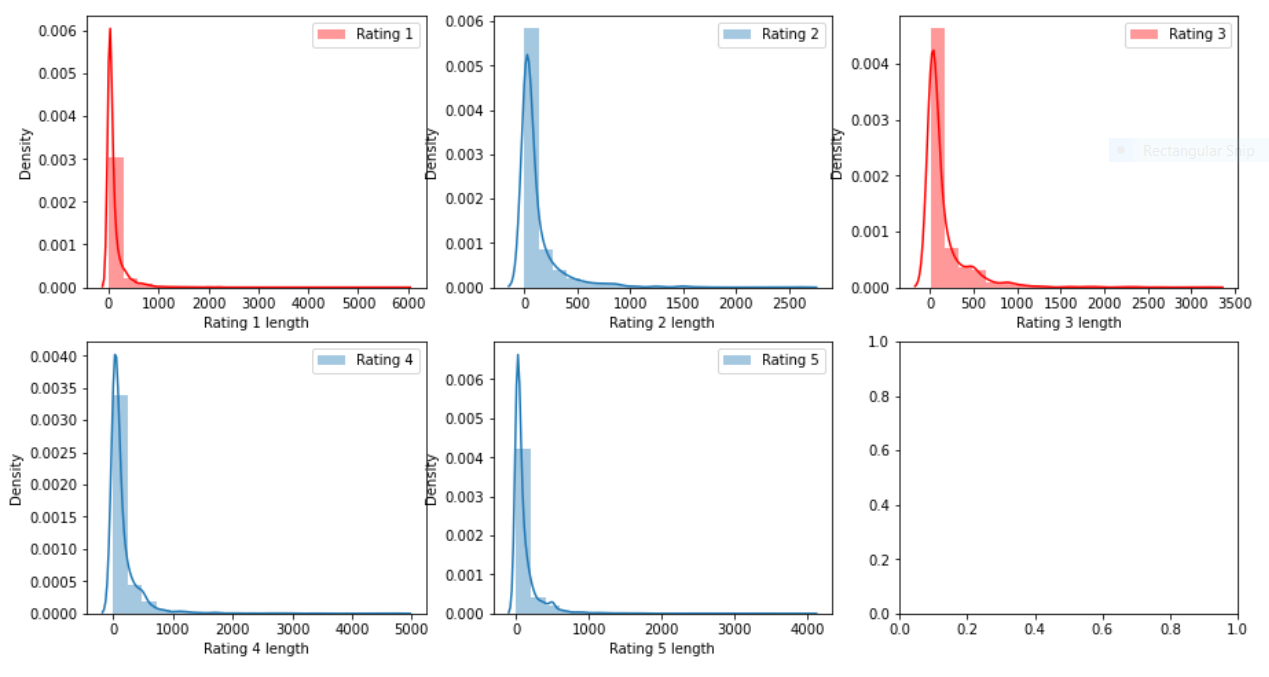 Rating 1
0.006
0.005
0.004
0.003
0.002
0.001
0.000
Density
0 1000 2000 3000 4000 5000 6000
Rating 1 length
Rating 2
0.006
0.005
0.004
0.003
0.002
0.001
0.000
Density
0 500 1000 1500 2000 2500
Rating 2 length
Rating 3
0.004
0.003
0.002
0.001
0.000
Density
Rectangular Snip
0 500 1000 1500 2000 2500 3000 3500
Rating 3 length
Rating 4
0.0040
0.0035
0.0030
0.0025
0.0020
0.0015
0.0010
0.0005
0.0000
Density
0 1000 2000 3000 4000 5000
Rating 4 length
Rating 5
0.006
0.005
0.004
0.003
0.002
0.001
0.000
Density
0 1000 2000 3000 4000
Rating 5 length
1.0
0.8
0.6
0.4
0.2
0.0
0.0 0.2 0.4 0.6 0.8 1.0